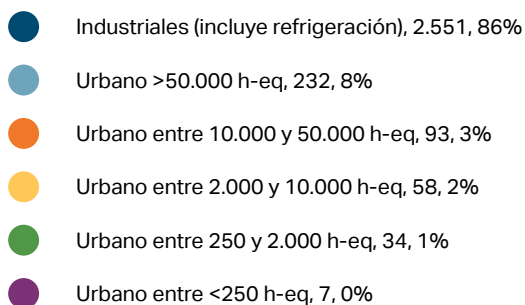 Industriales (incluye refrigeración), 2.551, 86%
Urbano >50.000 h-eq, 232, 8%
Urbano entre 10.000 y 50.000 h-eq, 93, 3%
Urbano entre 2.000 y 10.000 h-eq, 58, 2%
Urbano entre 250 y 2.000 h-eq, 34, 1%
Urbano entre <250 h-eq, 7, 0%